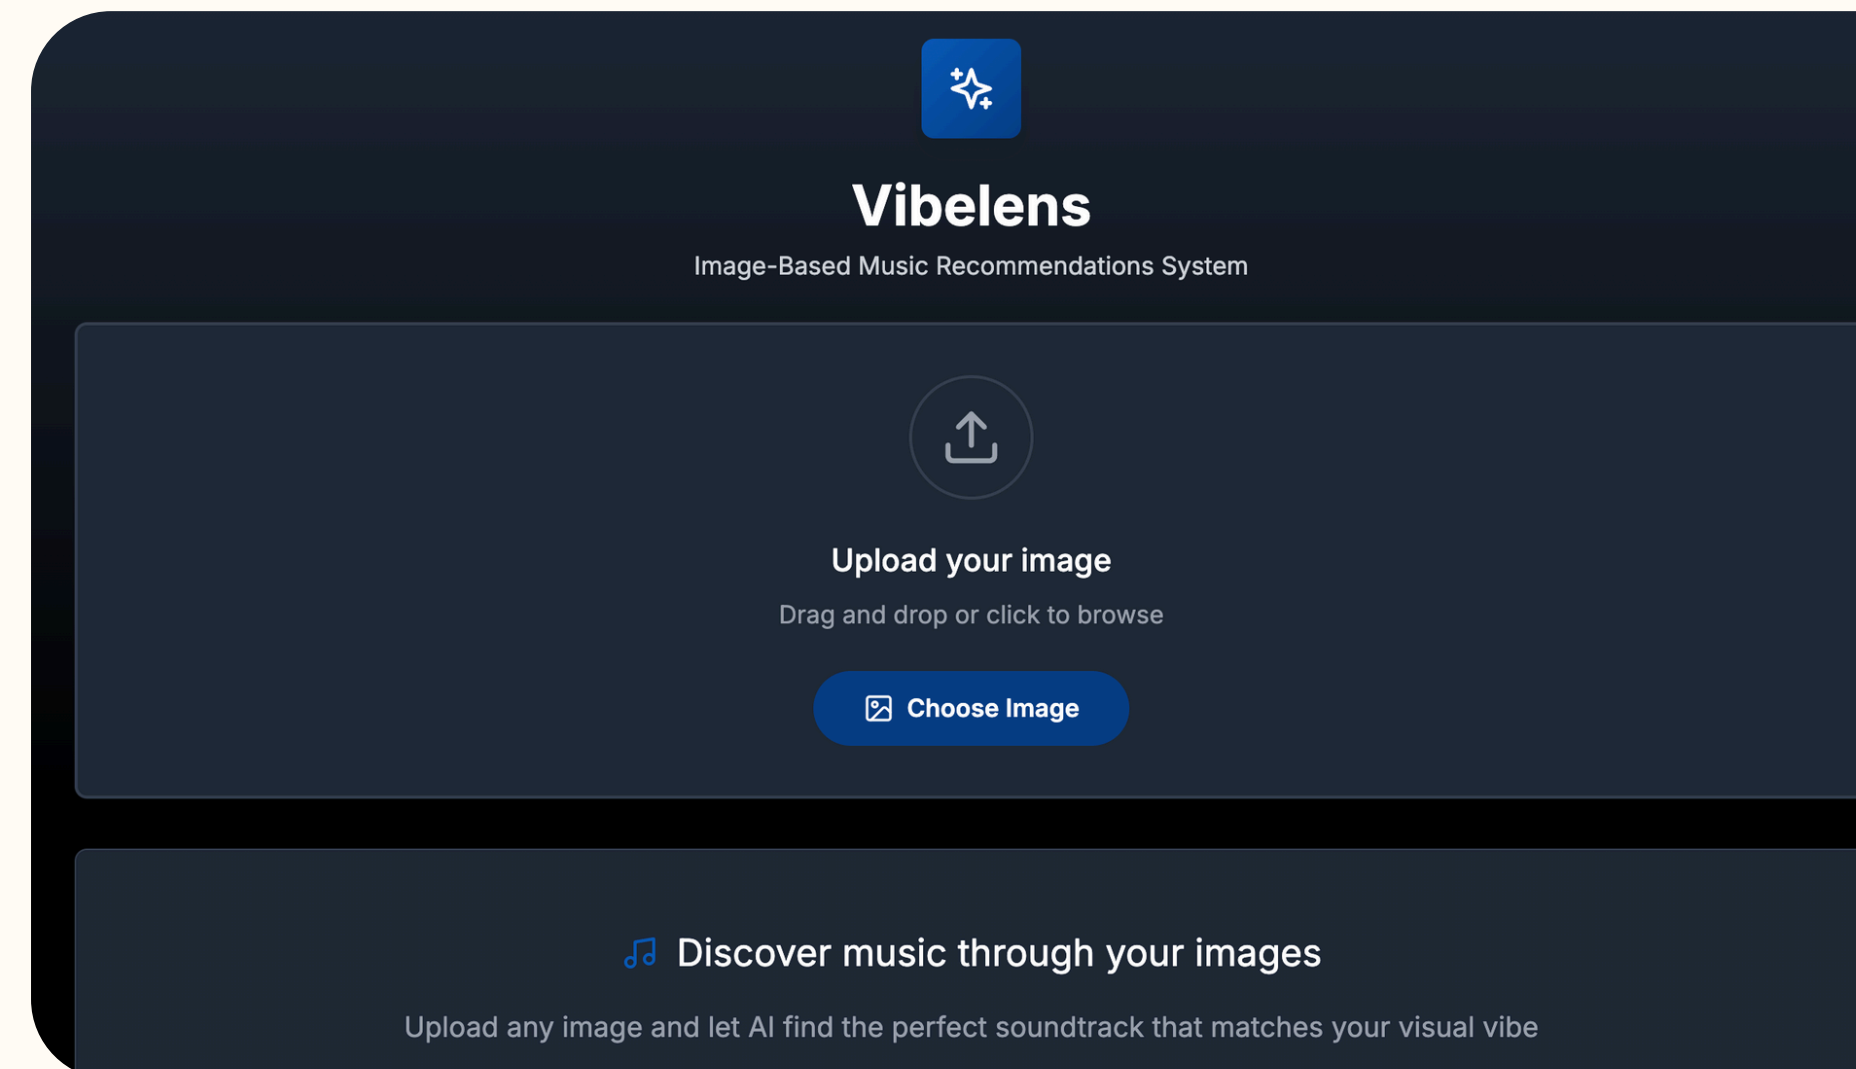 Vibelens
Image-Based Music Recommendations System
Upload your image
Drag and drop or click to browse
Choose Image
Discover music through your images
Upload any image and let AI find the perfect soundtrack that matches your visual vibe